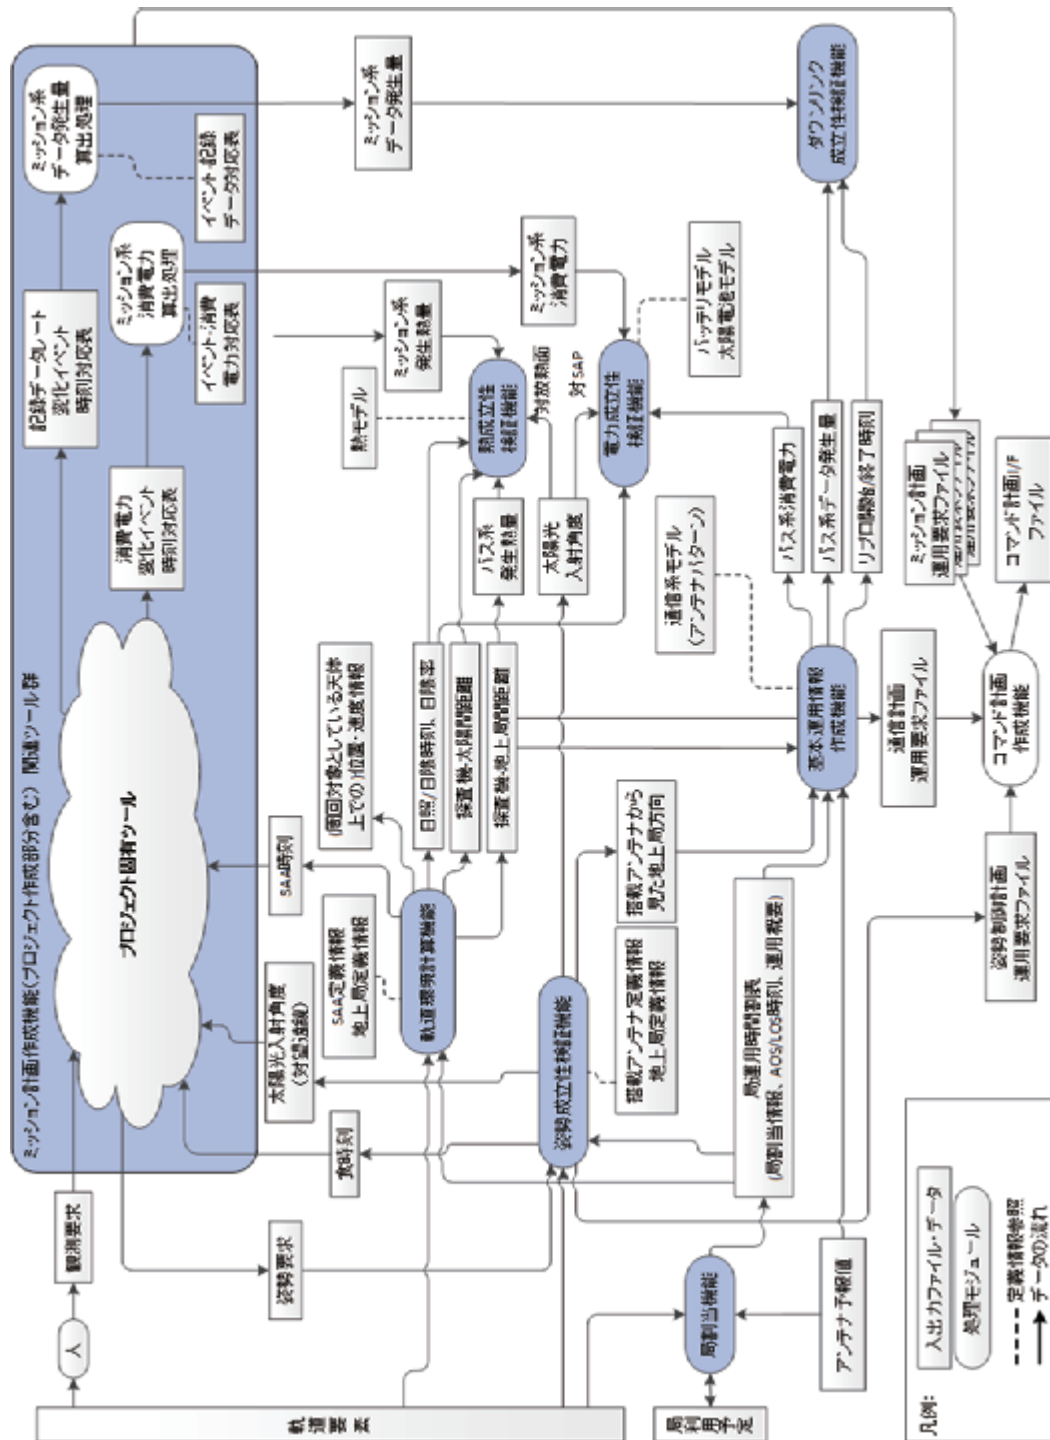 ミッション計画作成機能(プロジェクト作成部分含む) 関連ツール群
プロジェクト固有ツール
記録データレート
変化イベント
時刻対応表
ミッション系
データ発生量
算出処理
イベント・記録
データ対応表
消費電力
変化イベント
時刻対応表
ミッション系
消費電力
算出処理
イベント・消費
電力対応表
人
観測要求
姿勢要求
食時刻
太陽光入射角度
(対望遠鏡)
SAA時刻
SAA定義情報
地上局定義情報
(周回対象としている天体
上での)位置・速度情報
軌道環境計算機能
日照/日陰時刻、日陰率
探査機-太陽間距離
探査機-地上局間距離
熱モデル
ミッション系
発生熱量
ミッション系
データ発生量
ミッション系
消費電力
バス系
発生熱量
熱成立性
検証機能
対放熱面
太陽光
入射角度
対SAP
電力成立性
検証機能
バッテリモデル
太陽電池モデル
軌道要素
姿勢成立性検証機能
搭載アンテナ定義情報
地上局定義情報
搭載アンテナから
見た地上局方向
通信系モデル
(アンテナパターン)
局利用予定
局割当機能
局運用時間割表
(局割当情報、AOS/LOS時刻、運用概要)
アンテナ予報値
基本運用情報
作成機能
バス系消費電力
バス系データ発生量
リプロ開始/終了時刻
ダウンリンク
成立性検証機能
通信計画
運用要求ファイル
ミッション計画
運用要求ファイル
運用要求ファイル
運用要求ファイル
姿勢制御計画
運用要求ファイル
コマンド計画
作成機能
コマンド計画I/F
ファイル
凡例:
入出力ファイル・データ
処理モジュール
定義情報参照
データの流れ